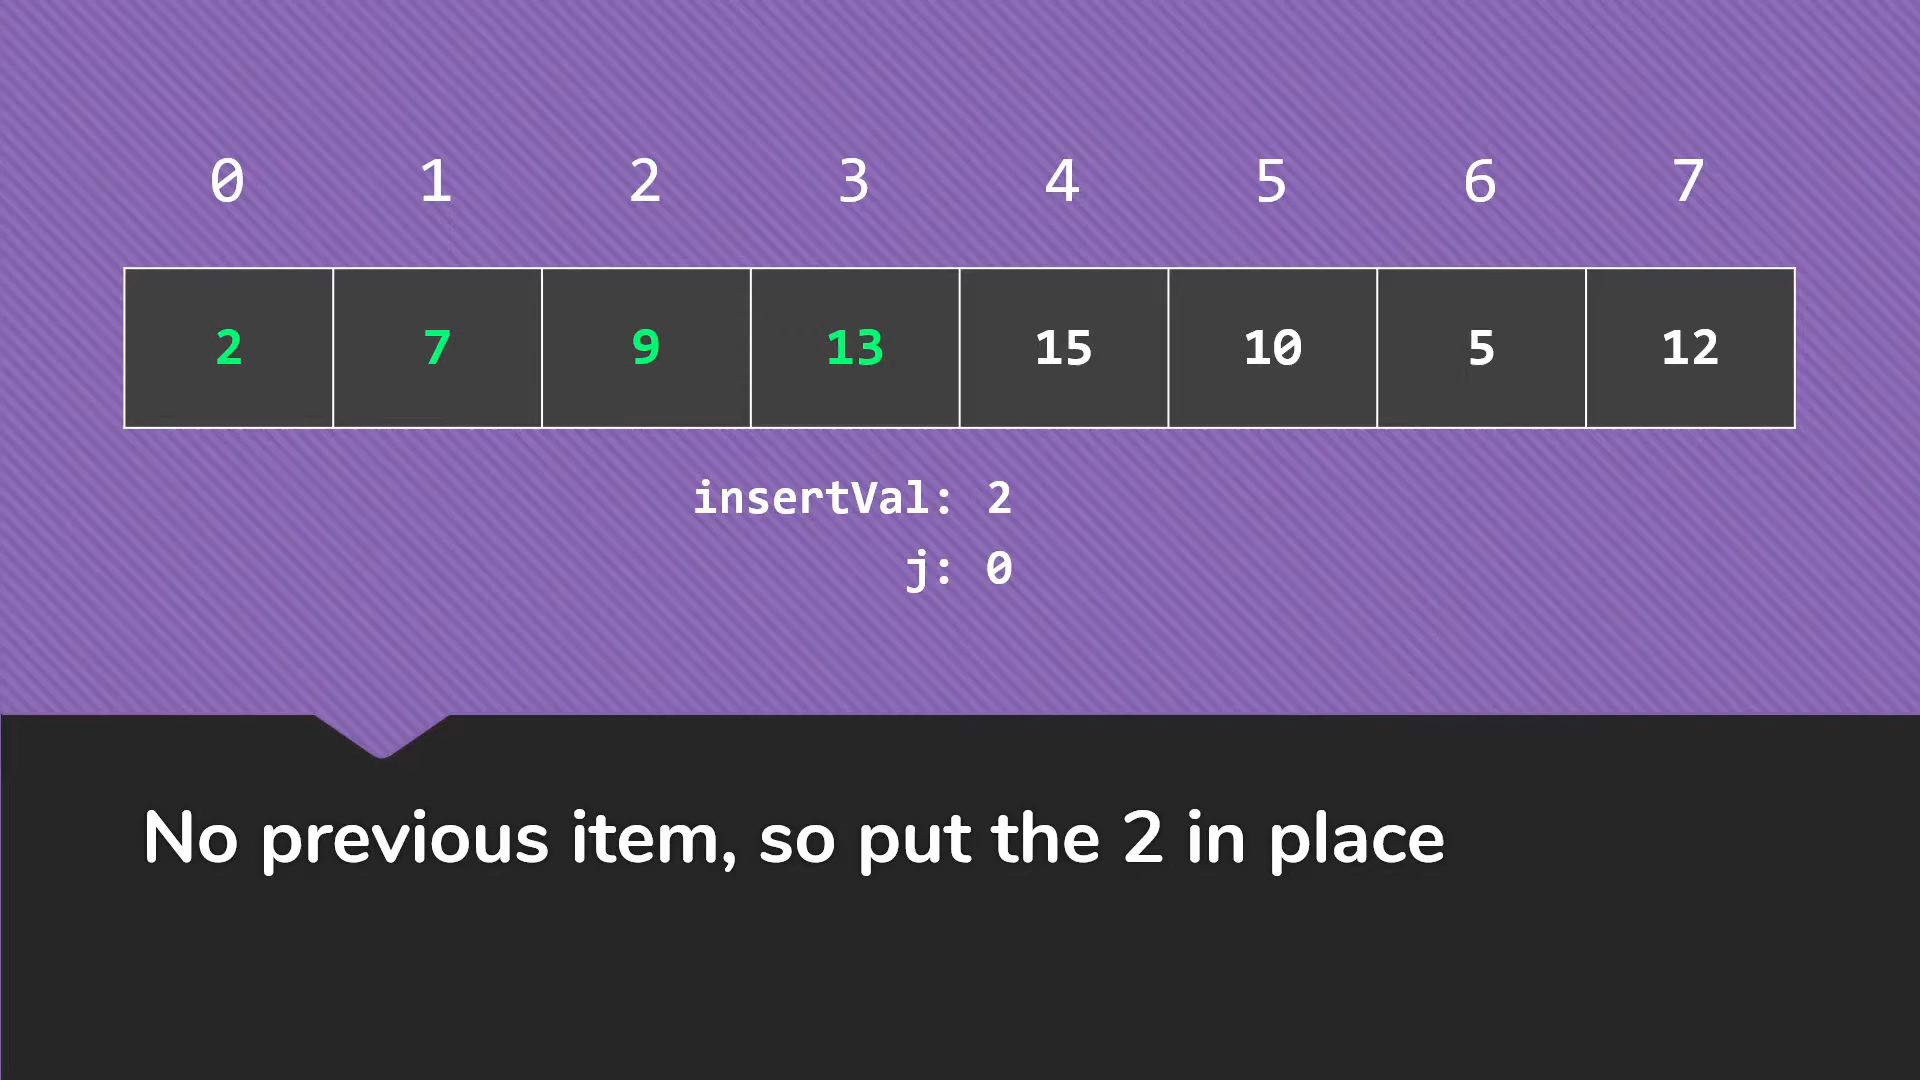 0 1 2 3 4 5 6 7
2 7 9 13 15 10 5 12
insertVal: 2
j: 0
No previous item, so put the 2 in place